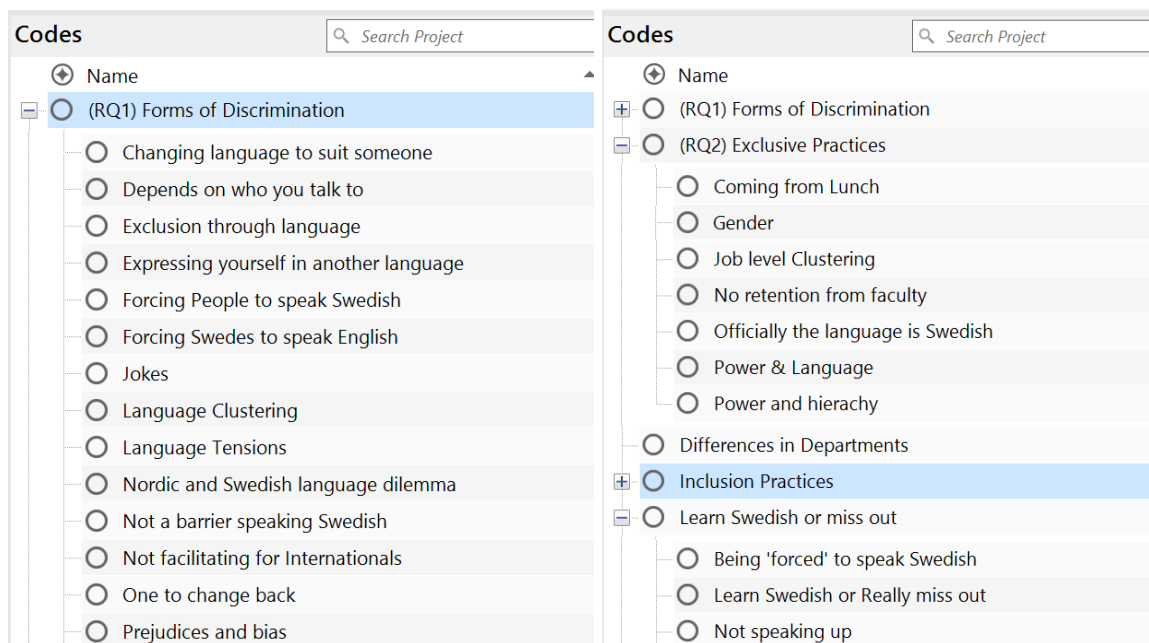 Codes
Search Project
Name
(RQ1) Forms of Discrimination
Changing language to suit someone
Depends on who you talk to
Exclusion through language
Expressing yourself in another language
Forcing People to speak Swedish
Forcing Swedes to speak English
Jokes
Language Clustering
Language Tensions
Nordic and Swedish language dilemma
Not a barrier speaking Swedish
Not facilitating for Internationals
One to change back
Prejudices and bias
Codes
Search Project
Name
(RQ1) Forms of Discrimination
(RQ2) Exclusive Practices
Coming from Lunch
Gender
Job level Clustering
No retention from faculty
Officially the language is Swedish
Power & Language
Power and hierachy
Differences in Departments
Inclusion Practices
Learn Swedish or miss out
Being 'forced' to speak Swedish
Learn Swedish or Really miss out
Not speaking up